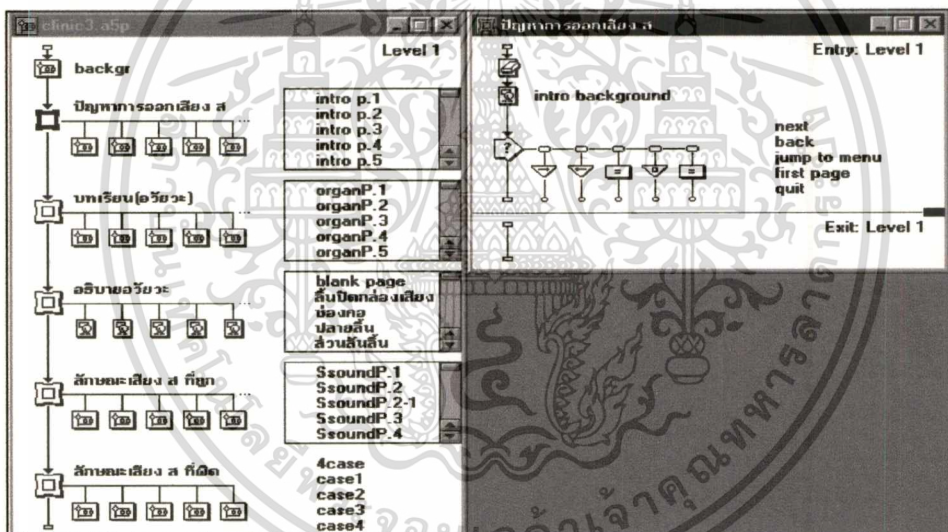 clinic3.a5p
Level 1
backgr
ปัญหาการออกเสียง ส
intro p.1
intro p.2
intro p.3
intro p.4
intro p.5
บทเรียน(อวัยวะ)
organP.1
organP.2
organP.3
organP.4
organP.5
อธิบายอวัยวะ
blank page
ลิ้นปิดกล่องเสียง
ช่องคอ
ปลายลิ้น
ส่วนสันลิ้น
ลักษณะเสียง ส ที่ถูก
SsoundP.1
SsoundP.2
SsoundP.2-1
SsoundP.3
SsoundP.4
ลักษณะเสียง ส ที่ผิด
4case
case1
case2
case3
case4
ปัญหาการออกเสียง ส
Entry: Level 1
intro background
next
back
jump to menu
first page
quit
Exit: Level 1